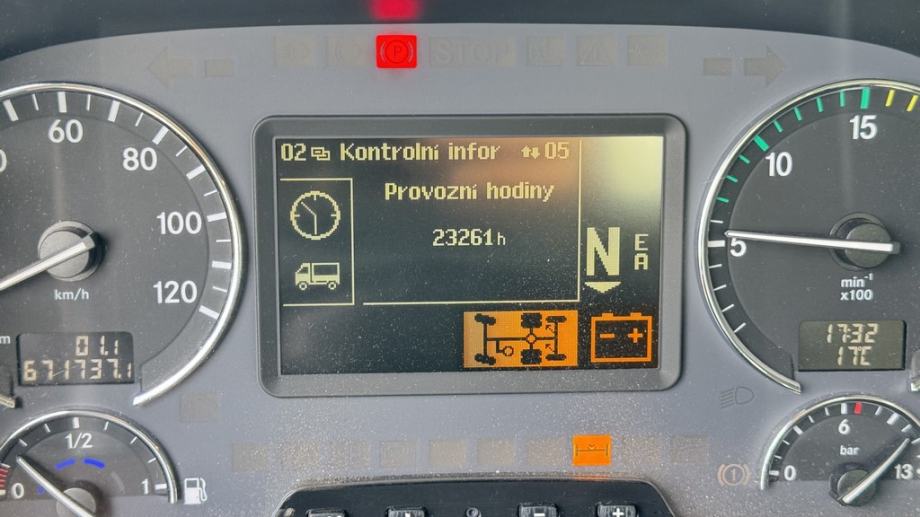 (P) STOP
02 Kontrolní infor 05
Provozní hodiny
23261 h
N E A
60
80
100
120
km/h
m
01.1
671737.1
5
10
15
min⁻¹
x100
17:32
17°C
0 1/2 1
0 6 13
bar
(1)